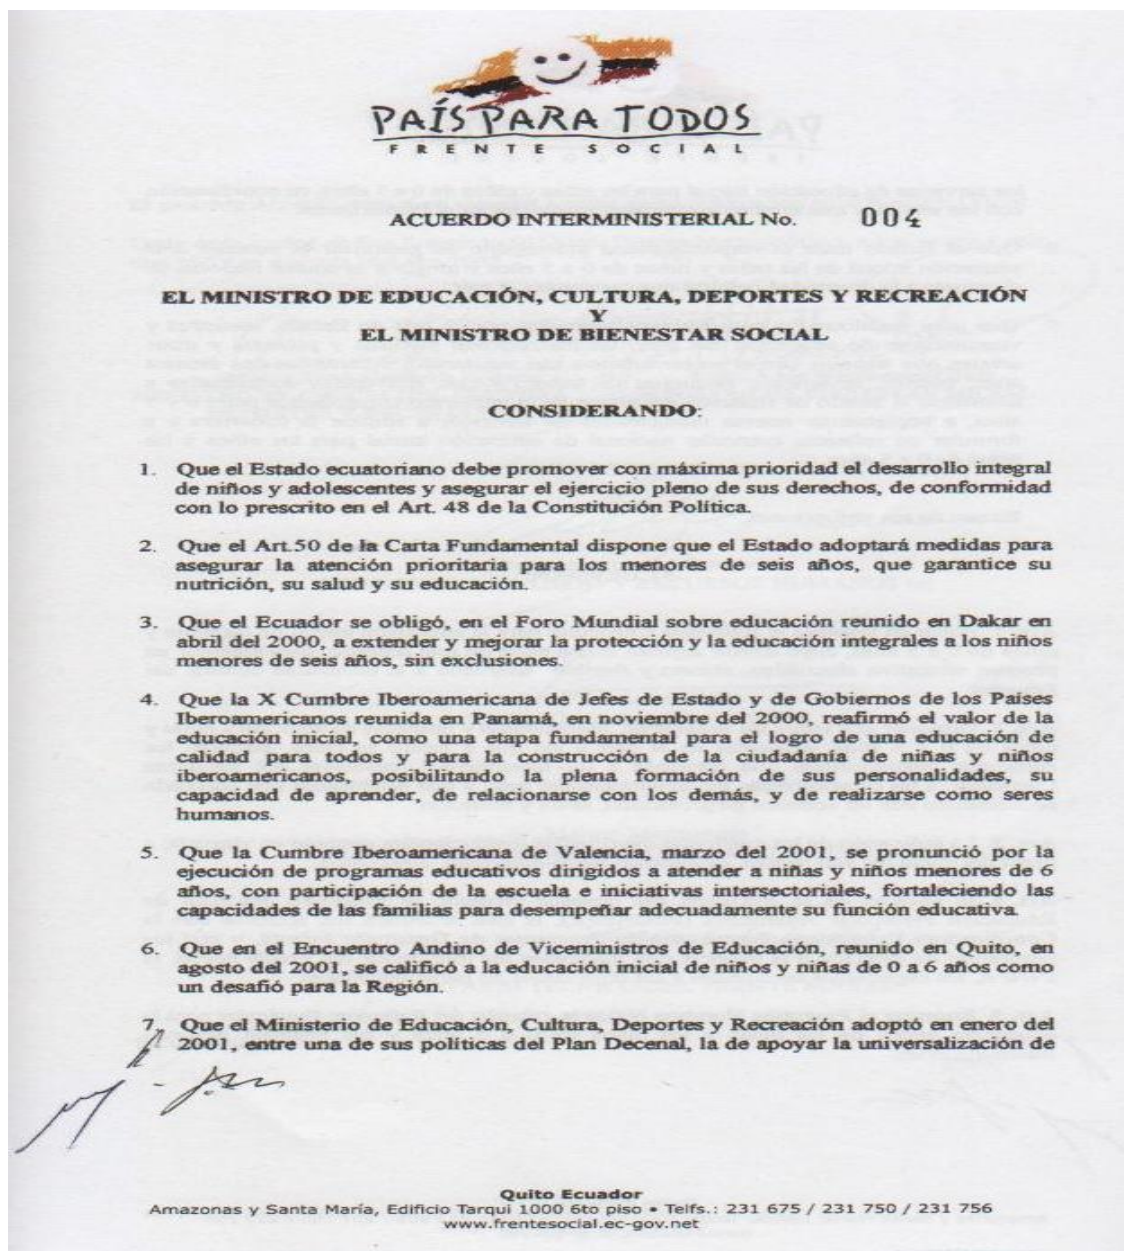 PAÍS PARA TODOS
FRENTE SOCIAL
ACUERDO INTERMINISTERIAL No. 004
EL MINISTRO DE EDUCACIÓN, CULTURA, DEPORTES Y RECREACIÓN
Y
EL MINISTRO DE BIENESTAR SOCIAL
CONSIDERANDO:
1. Que el Estado ecuatoriano debe promover con máxima prioridad el desarrollo integral
de niños y adolescentes y asegurar el ejercicio pleno de sus derechos, de conformidad
con lo prescrito en el Art. 48 de la Constitución Política.
2. Que el Art.50 de la Carta Fundamental dispone que el Estado adoptará medidas para
asegurar la atención prioritaria para los menores de seis años, que garantice su
nutrición, su salud y su educación.
3. Que el Ecuador se obligó, en el Foro Mundial sobre educación reunido en Dakar en
abril del 2000, a extender y mejorar la protección y la educación integrales a los niños
menores de seis años, sin exclusiones.
4. Que la X Cumbre Iberoamericana de Jefes de Estado y de Gobiernos de los Países
Iberoamericanos reunida en Panamá, en noviembre del 2000, reafirmó el valor de la
educación inicial, como una etapa fundamental para el logro de una educación de
calidad para todos y para la construcción de la ciudadanía de niñas y niños
iberoamericanos, posibilitando la plena formación de sus personalidades, su
capacidad de aprender, de relacionarse con los demás, y de realizarse como seres
humanos.
5. Que la Cumbre Iberoamericana de Valencia, marzo del 2001, se pronunció por la
ejecución de programas educativos dirigidos a atender a niñas y niños menores de 6
años, con participación de la escuela e iniciativas intersectoriales, fortaleciendo las
capacidades de las familias para desempeñar adecuadamente su función educativa.
6. Que en el Encuentro Andino de Viceministros de Educación, reunido en Quito, en
agosto del 2001, se calificó a la educación inicial de niños y niñas de 0 a 6 años como
un desafió para la Región.
7. Que el Ministerio de Educación, Cultura, Deportes y Recreación adoptó en enero del
2001, entre una de sus políticas del Plan Decenal, la de apoyar la universalización de
Quito Ecuador
Amazonas y Santa María, Edificio Tarqui 1000 6to piso • Telfs.: 231 675 / 231 750 / 231 756
www.frentesocial.ec-gov.net